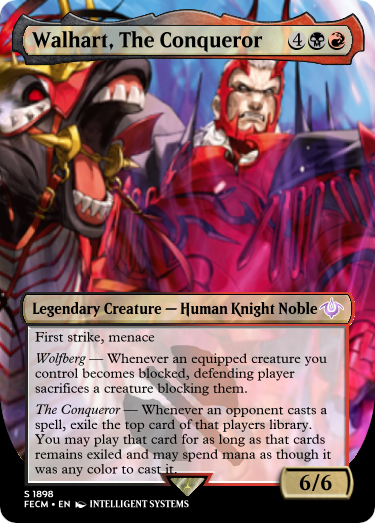 Walhart, The Conqueror 4
Legendary Creature — Human Knight Noble
First strike, menace
Wolfberg — Whenever an equipped creature you
control becomes blocked, defending player
sacrifices a creature blocking them.
The Conqueror — Whenever an opponent casts a
spell, exile the top card of that players library.
You may play that card for as long as that cards
remains exiled and may spend mana as though it
was any color to cast it.
6/6
S 1898
FECM • EN INTELLIGENT SYSTEMS